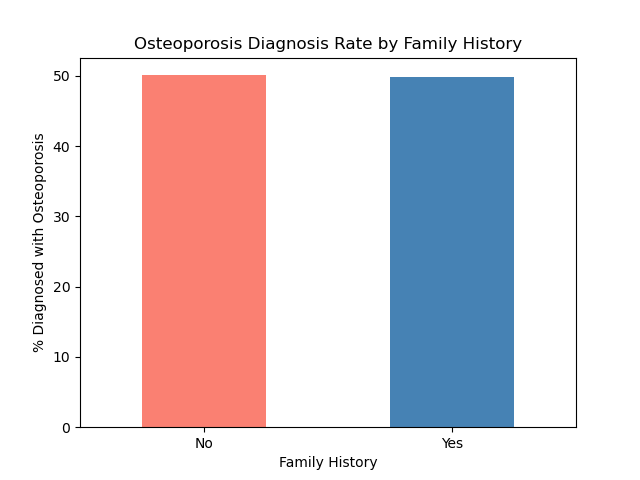 Osteoporosis Diagnosis Rate by Family History
% Diagnosed with Osteoporosis
50
40
30
20
10
0
No
Yes
Family History